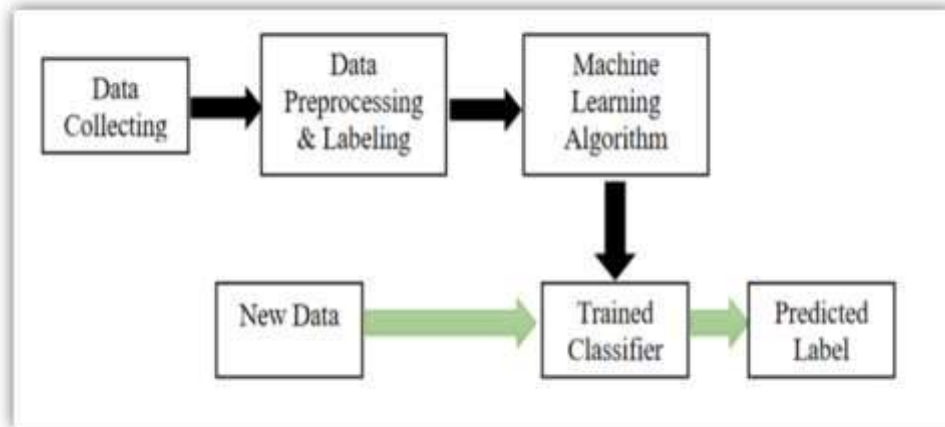 Data
Collecting
Data
Preprocessing
& Labeling
Machine
Learning
Algorithm
New Data
Trained
Classifier
Predicted
Label